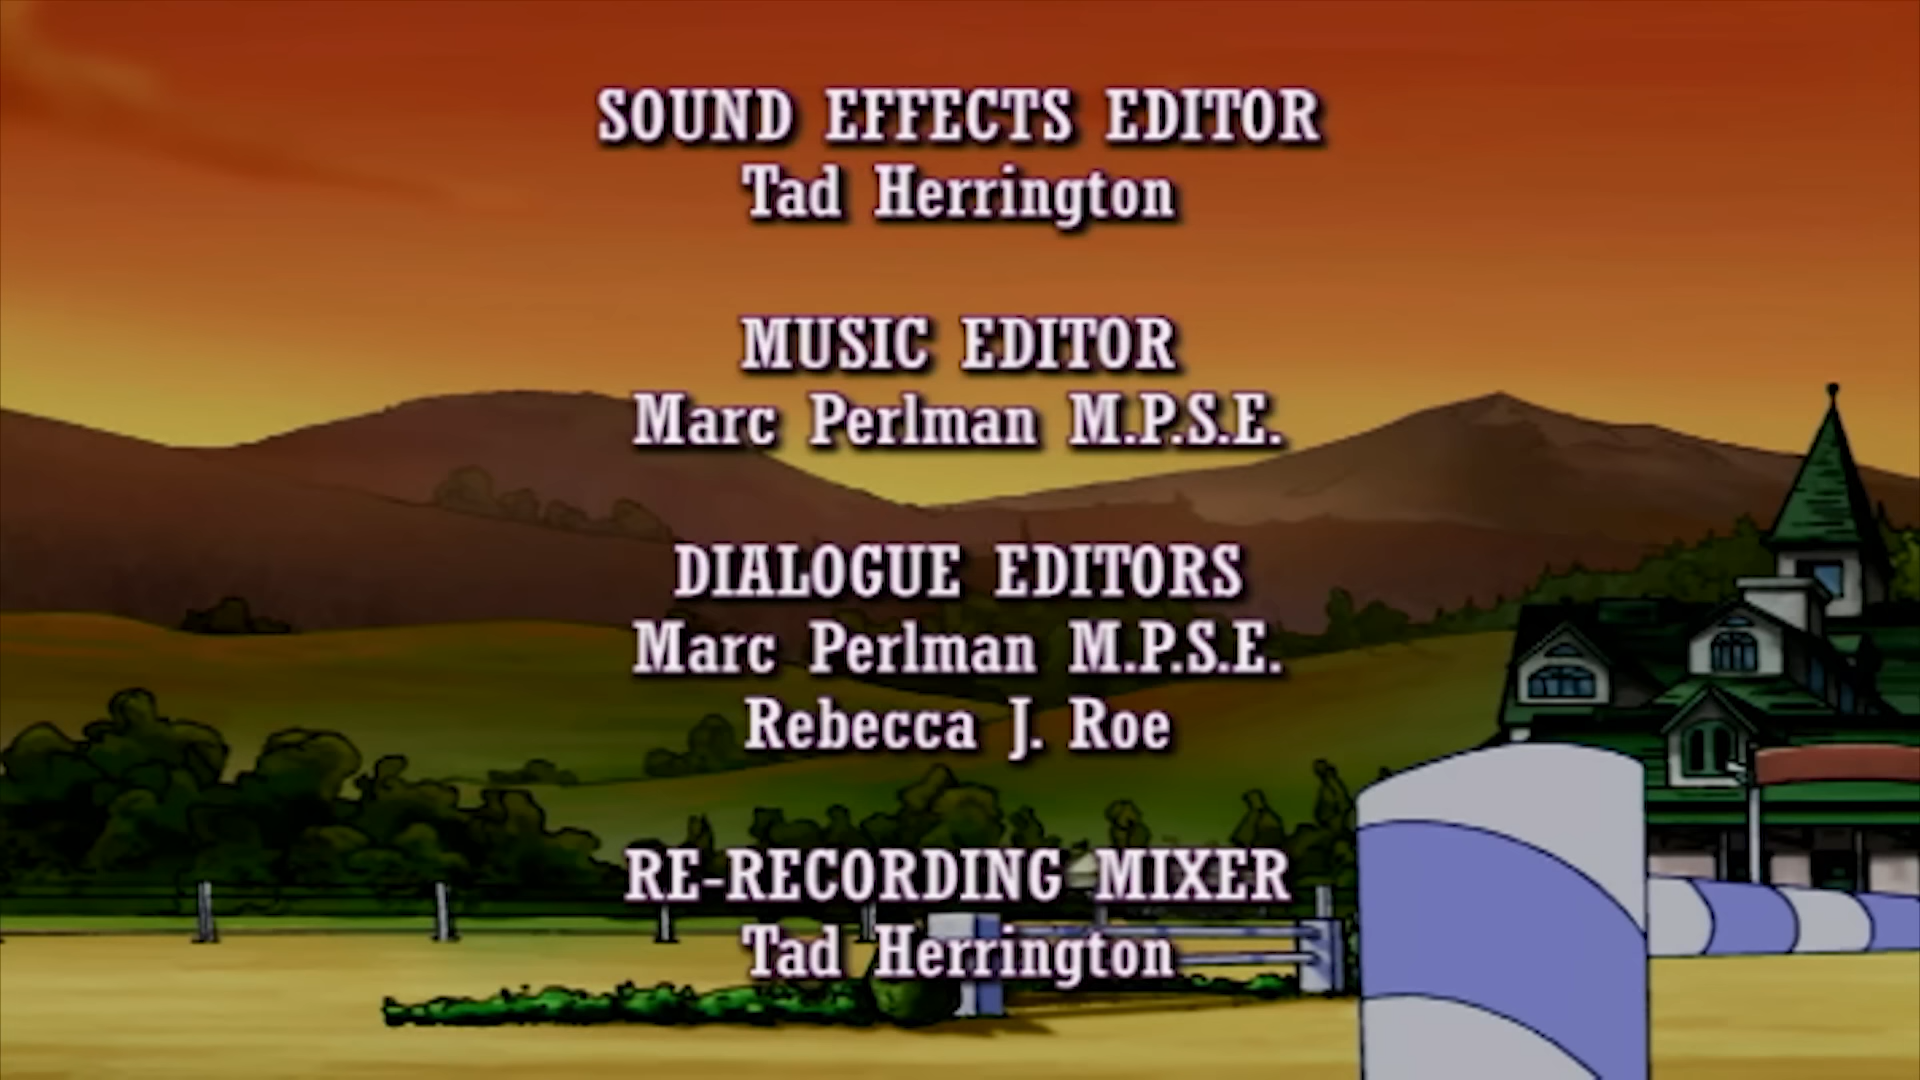 SOUND EFFECTS EDITOR
Tad Herrington
MUSIC EDITOR
Marc Perlman M.P.S.E.
DIALOGUE EDITORS
Marc Perlman M.P.S.E.
Rebecca J. Roe
RE-RECORDING MIXER
Tad Herrington